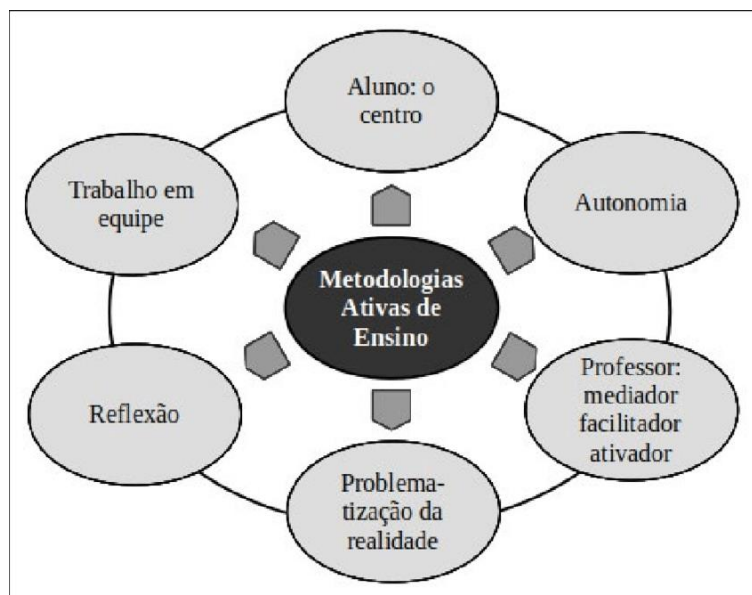 Aluno: o
centro
Trabalho em
equipe
Autonomia
Metodologias
Ativas de
Ensino
Professor:
mediador
facilitador
ativador
Reflexão
Problema-
tização da
realidade